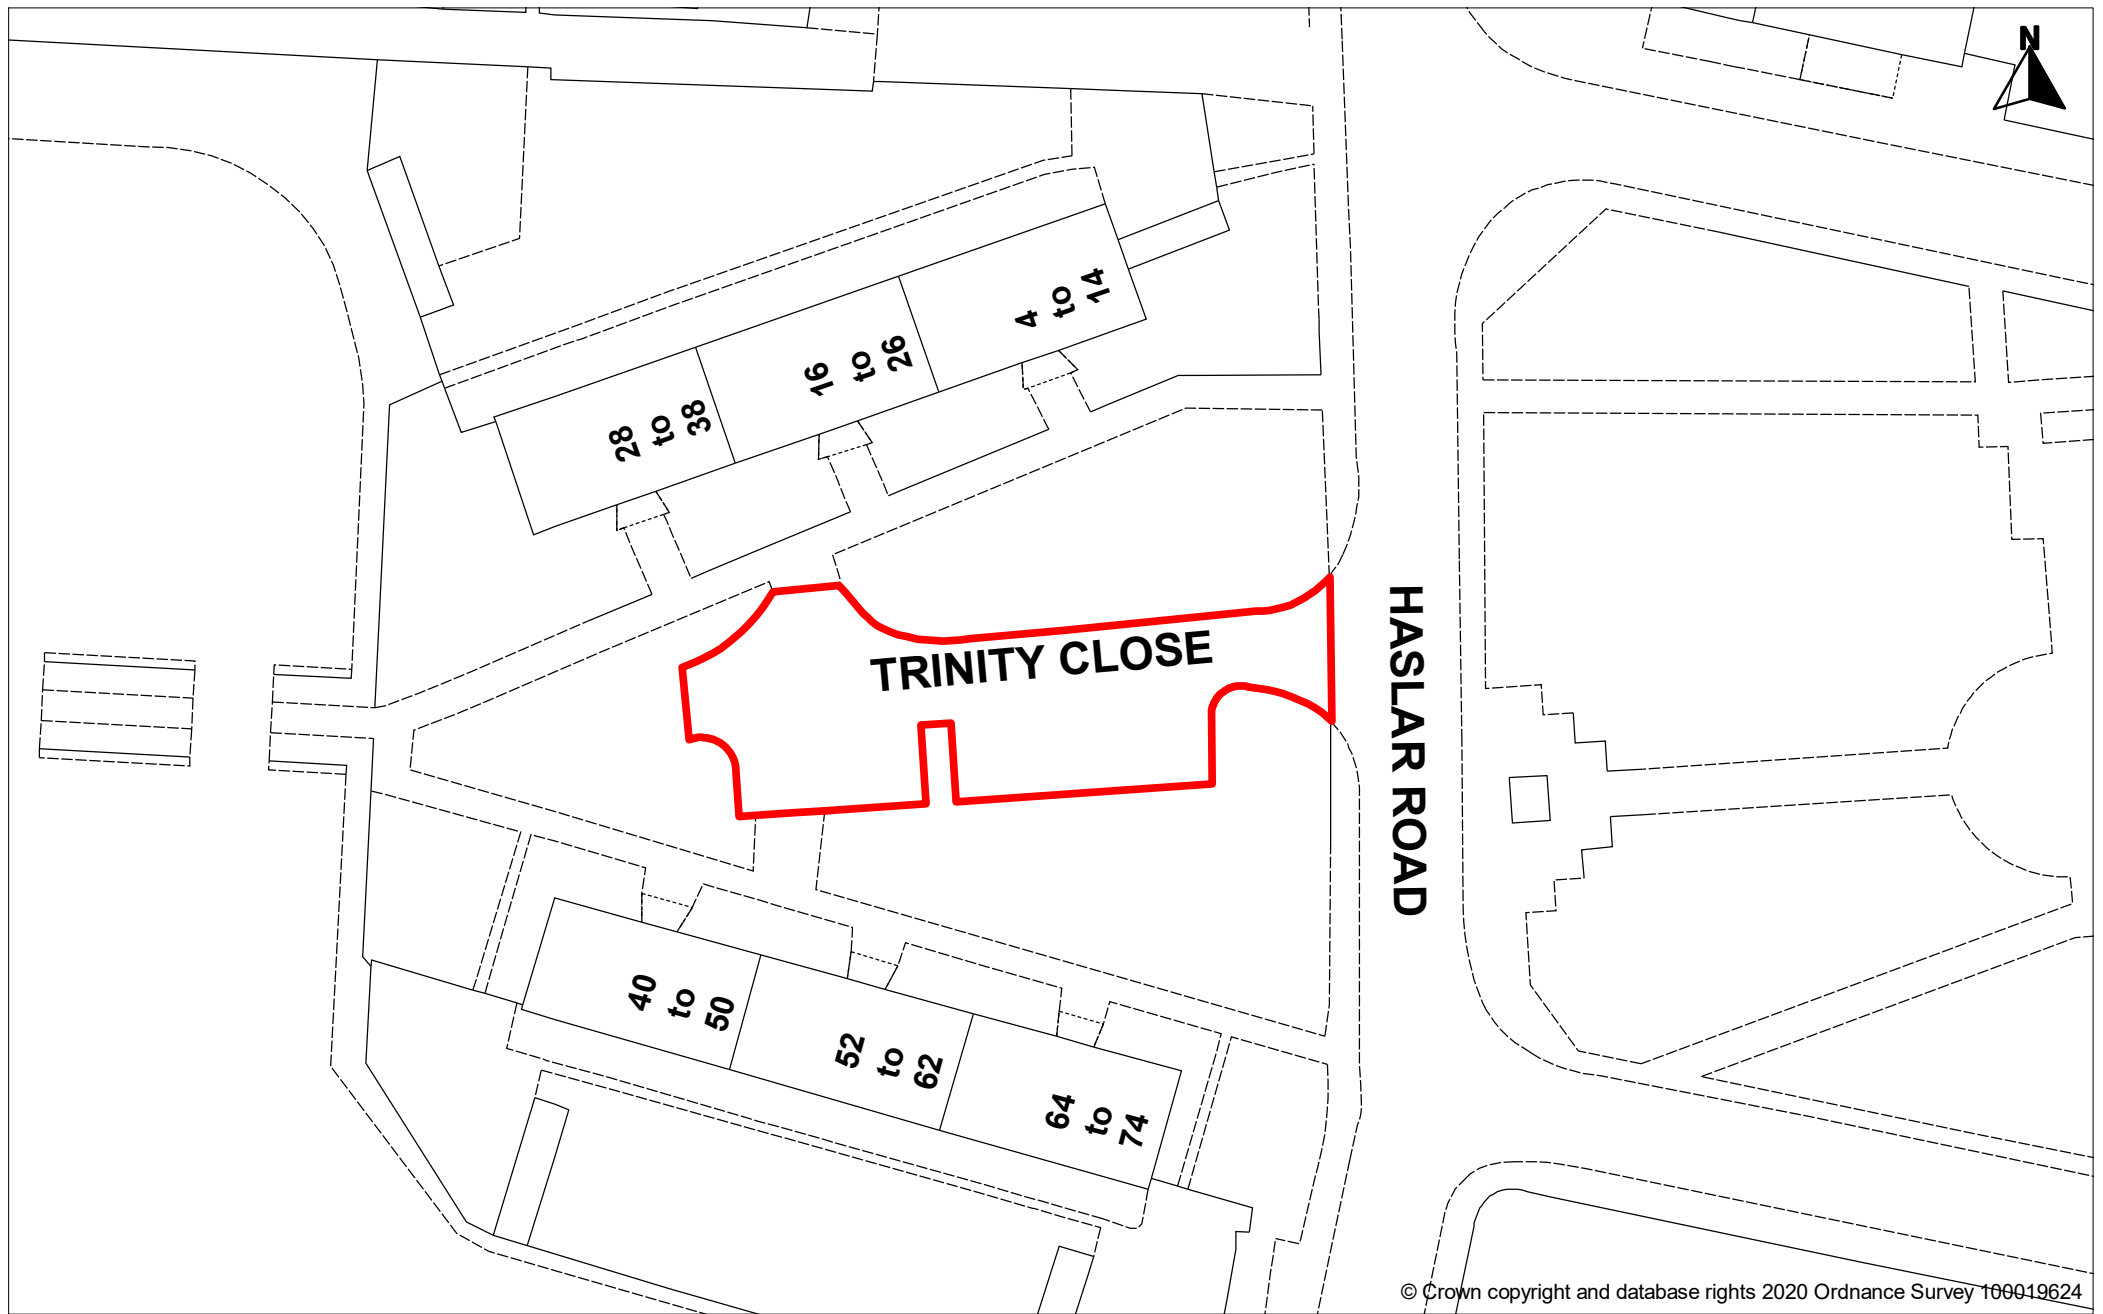 N
4
to
14
16
to
26
28
to
38
TRINITY CLOSE
HASLAR ROAD
40
to
50
52
to
62
64
to
74
© Crown copyright and database rights 2020 Ordnance Survey 100019624